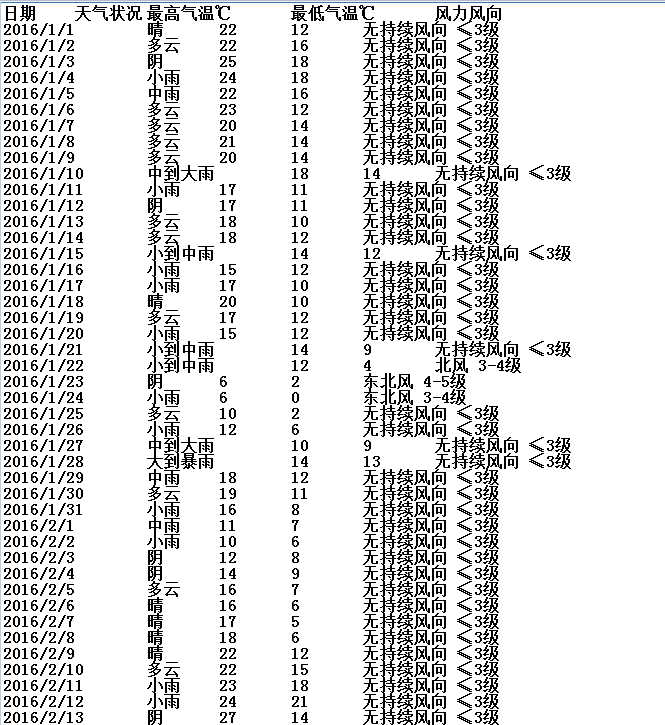 日期 天气状况 最高气温℃ 最低气温℃ 风力风向
2016/1/1 晴 22 12 无持续风向 ≤3级
2016/1/2 多云 22 16 无持续风向 ≤3级
2016/1/3 阴 25 18 无持续风向 ≤3级
2016/1/4 小雨 24 18 无持续风向 ≤3级
2016/1/5 中雨 22 16 无持续风向 ≤3级
2016/1/6 多云 23 12 无持续风向 ≤3级
2016/1/7 多云 20 14 无持续风向 ≤3级
2016/1/8 多云 21 14 无持续风向 ≤3级
2016/1/9 多云 20 14 无持续风向 ≤3级
2016/1/10 中到大雨 18 14 无持续风向 ≤3级
2016/1/11 小雨 17 11 无持续风向 ≤3级
2016/1/12 阴 17 11 无持续风向 ≤3级
2016/1/13 多云 18 10 无持续风向 ≤3级
2016/1/14 多云 18 12 无持续风向 ≤3级
2016/1/15 小到中雨 14 12 无持续风向 ≤3级
2016/1/16 小雨 15 12 无持续风向 ≤3级
2016/1/17 小雨 17 10 无持续风向 ≤3级
2016/1/18 晴 20 10 无持续风向 ≤3级
2016/1/19 多云 17 12 无持续风向 ≤3级
2016/1/20 小雨 15 12 无持续风向 ≤3级
2016/1/21 小到中雨 14 9 无持续风向 ≤3级
2016/1/22 小到中雨 12 4 北风 3-4级
2016/1/23 阴 6 2 东北风 4-5级
2016/1/24 小雨 6 0 东北风 3-4级
2016/1/25 多云 10 2 无持续风向 ≤3级
2016/1/26 小雨 12 6 无持续风向 ≤3级
2016/1/27 中到大雨 10 9 无持续风向 ≤3级
2016/1/28 大到暴雨 14 13 无持续风向 ≤3级
2016/1/29 中雨 18 12 无持续风向 ≤3级
2016/1/30 多云 19 11 无持续风向 ≤3级
2016/1/31 小雨 16 8 无持续风向 ≤3级
2016/2/1 中雨 11 7 无持续风向 ≤3级
2016/2/2 小雨 10 6 无持续风向 ≤3级
2016/2/3 阴 12 8 无持续风向 ≤3级
2016/2/4 阴 14 9 无持续风向 ≤3级
2016/2/5 多云 16 7 无持续风向 ≤3级
2016/2/6 晴 16 6 无持续风向 ≤3级
2016/2/7 晴 17 5 无持续风向 ≤3级
2016/2/8 晴 18 6 无持续风向 ≤3级
2016/2/9 晴 22 12 无持续风向 ≤3级
2016/2/10 多云 22 15 无持续风向 ≤3级
2016/2/11 小雨 23 18 无持续风向 ≤3级
2016/2/12 小雨 24 21 无持续风向 ≤3级
2016/2/13 阴 27 14 无持续风向 ≤3级